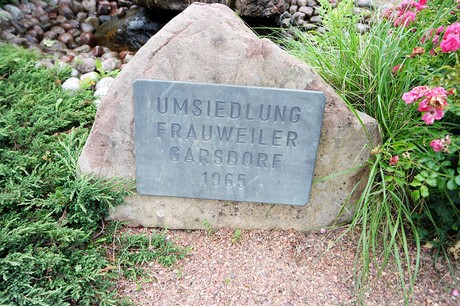 UMSIEDLUNG
FRAUWEILER
GARSDORF
1965